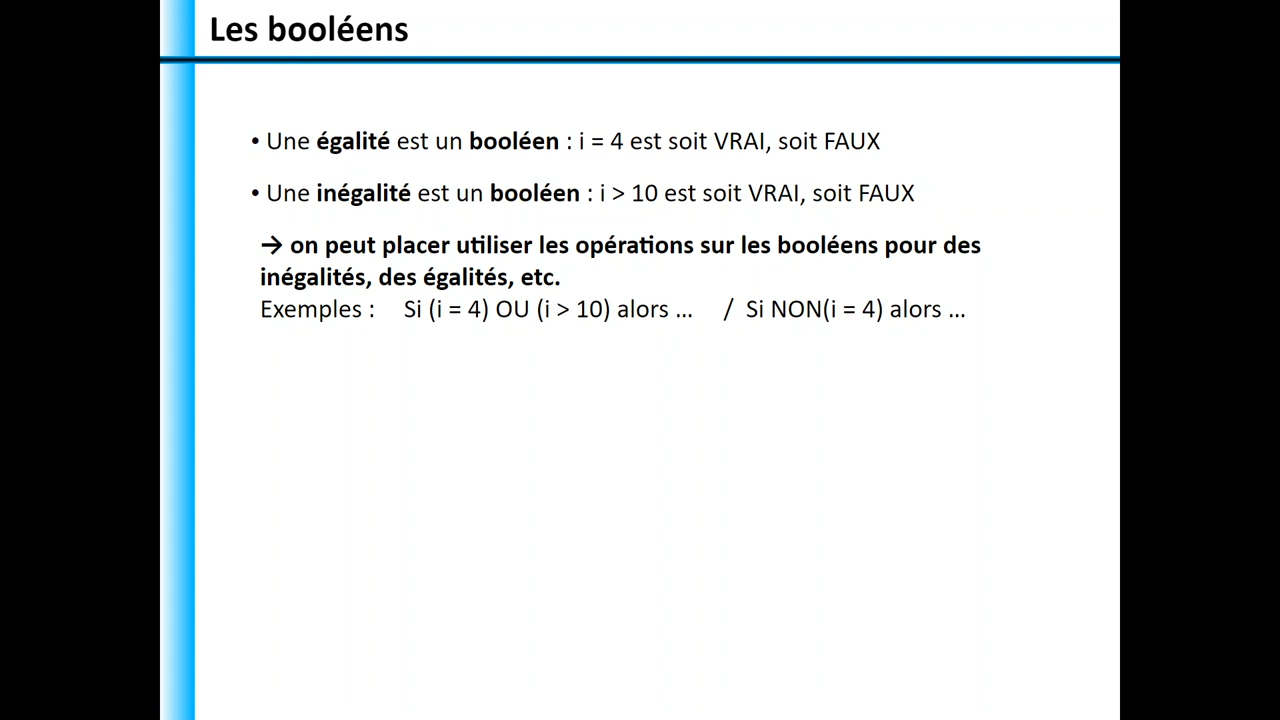 Les booléens
• Une égalité est un booléen : i = 4 est soit VRAI, soit FAUX
• Une inégalité est un booléen : i > 10 est soit VRAI, soit FAUX
→ on peut placer utiliser les opérations sur les booléens pour des
inégalités, des égalités, etc.
Exemples : Si (i = 4) OU (i > 10) alors ... / Si NON(i = 4) alors ...